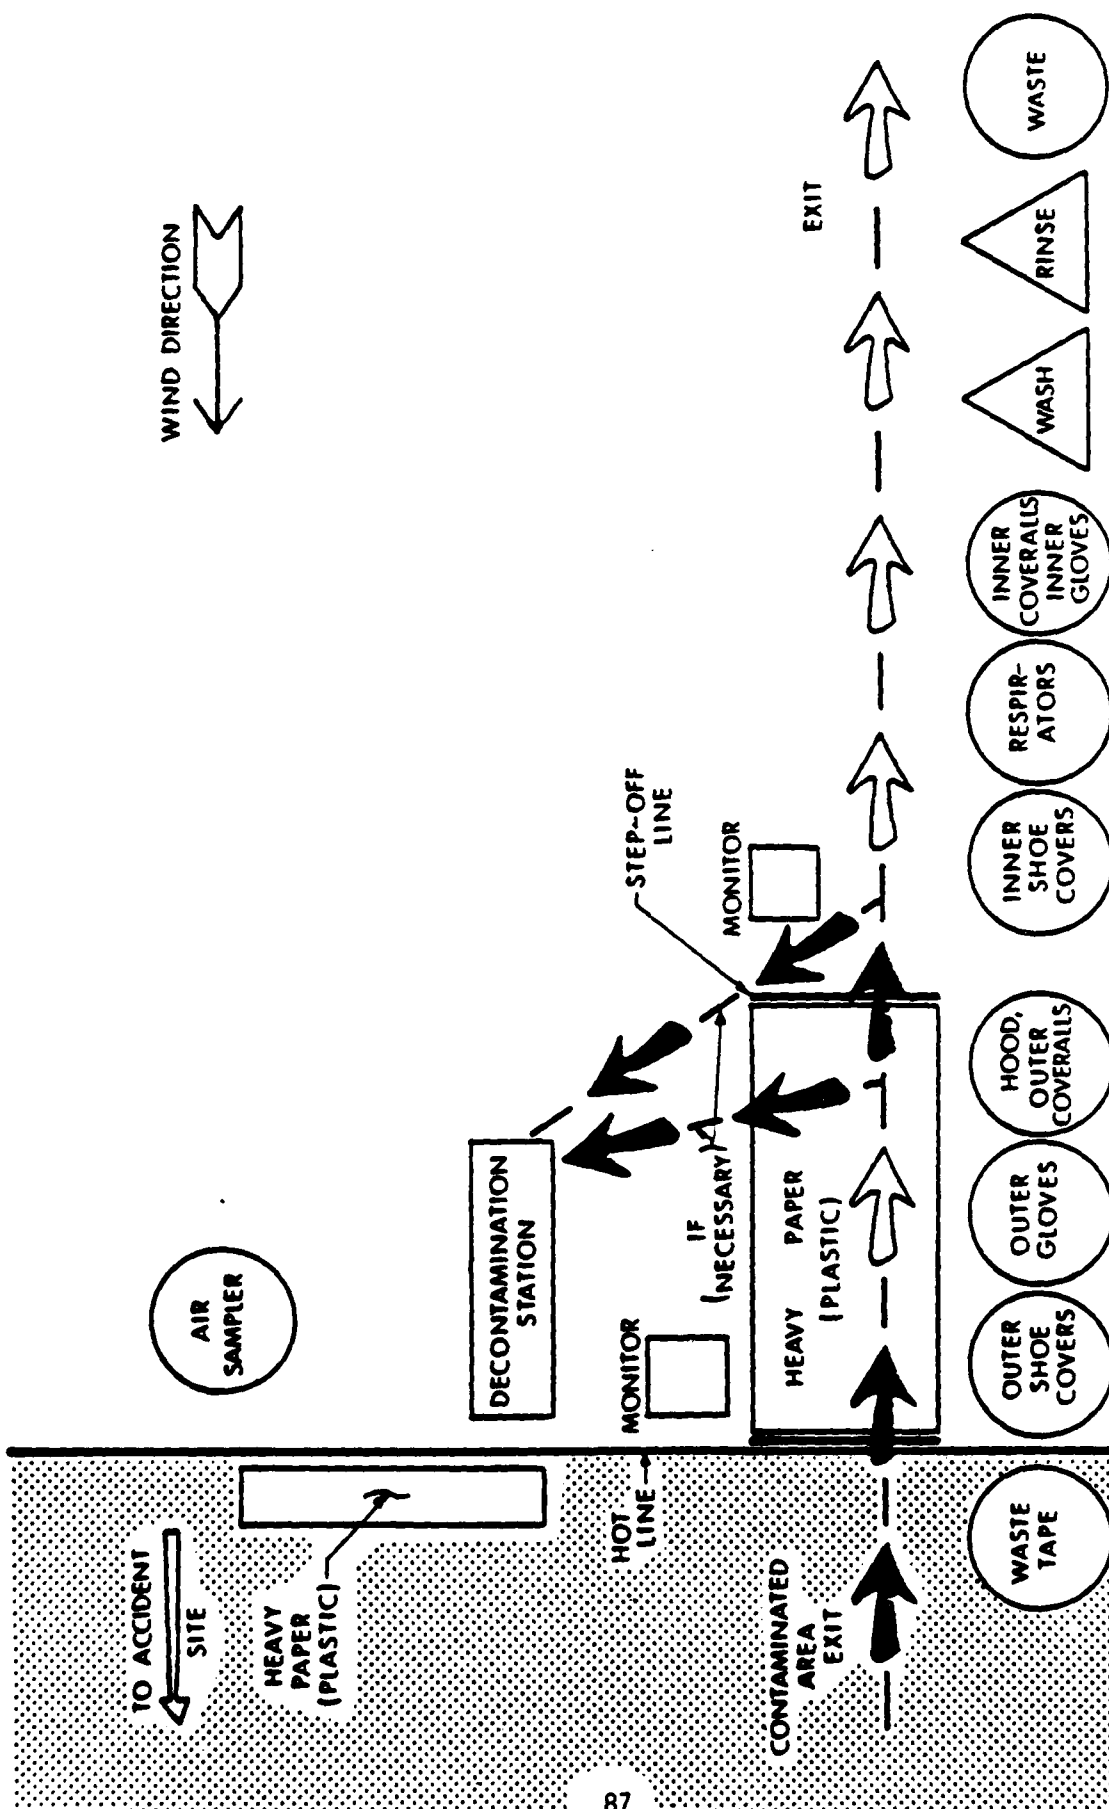 TO ACCIDENT
SITE
WIND DIRECTION
AIR
SAMPLER
HEAVY
PAPER
(PLASTIC)
DECONTAMINATION
STATION
HOT
LINE
MONITOR
IF
(NECESSARY)
STEP-OFF
LINE
MONITOR
HEAVY PAPER
(PLASTIC)
CONTAMINATED
AREA
EXIT
EXIT
WASTE
TAPE
OUTER
SHOE
COVERS
OUTER
GLOVES
HOOD,
OUTER
COVERALLS
INNER
SHOE
COVERS
RESPIR-
ATORS
INNER
COVERALLS
INNER
GLOVES
WASH
RINSE
WASTE
87